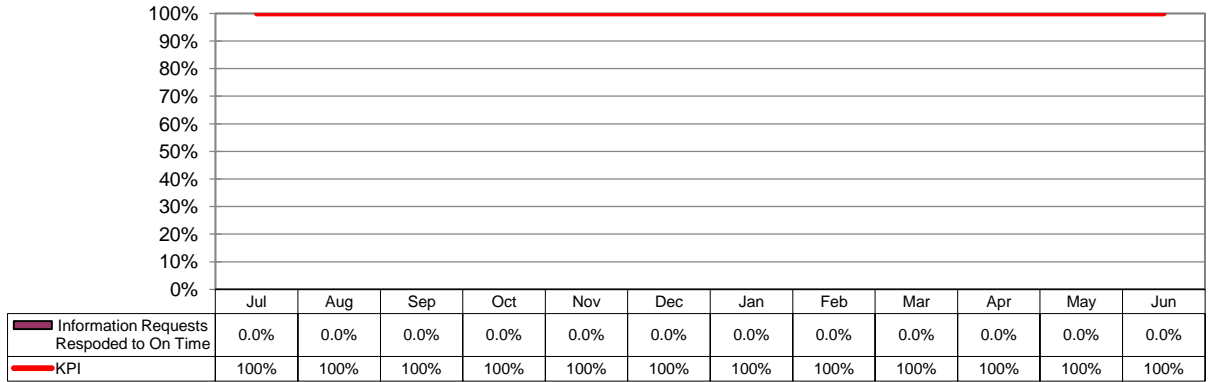 100%
90%
80%
70%
60%
50%
40%
30%
20%
10%
0%
Jul Aug Sep Oct Nov Dec Jan Feb Mar Apr May Jun
Information Requests
Respoded to On Time 0.0% 0.0% 0.0% 0.0% 0.0% 0.0% 0.0% 0.0% 0.0% 0.0% 0.0% 0.0%
KPI 100% 100% 100% 100% 100% 100% 100% 100% 100% 100% 100% 100%